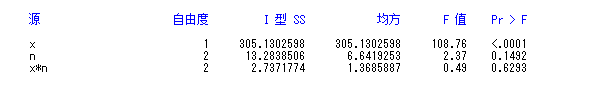 源 自由度 I 型 SS 均方 F 值 Pr > F
x 1 305.1302598 305.1302598 108.76 <.0001
n 2 13.2838506 6.6419253 2.37 0.1492
x*n 2 2.7371774 1.3685887 0.49 0.6293